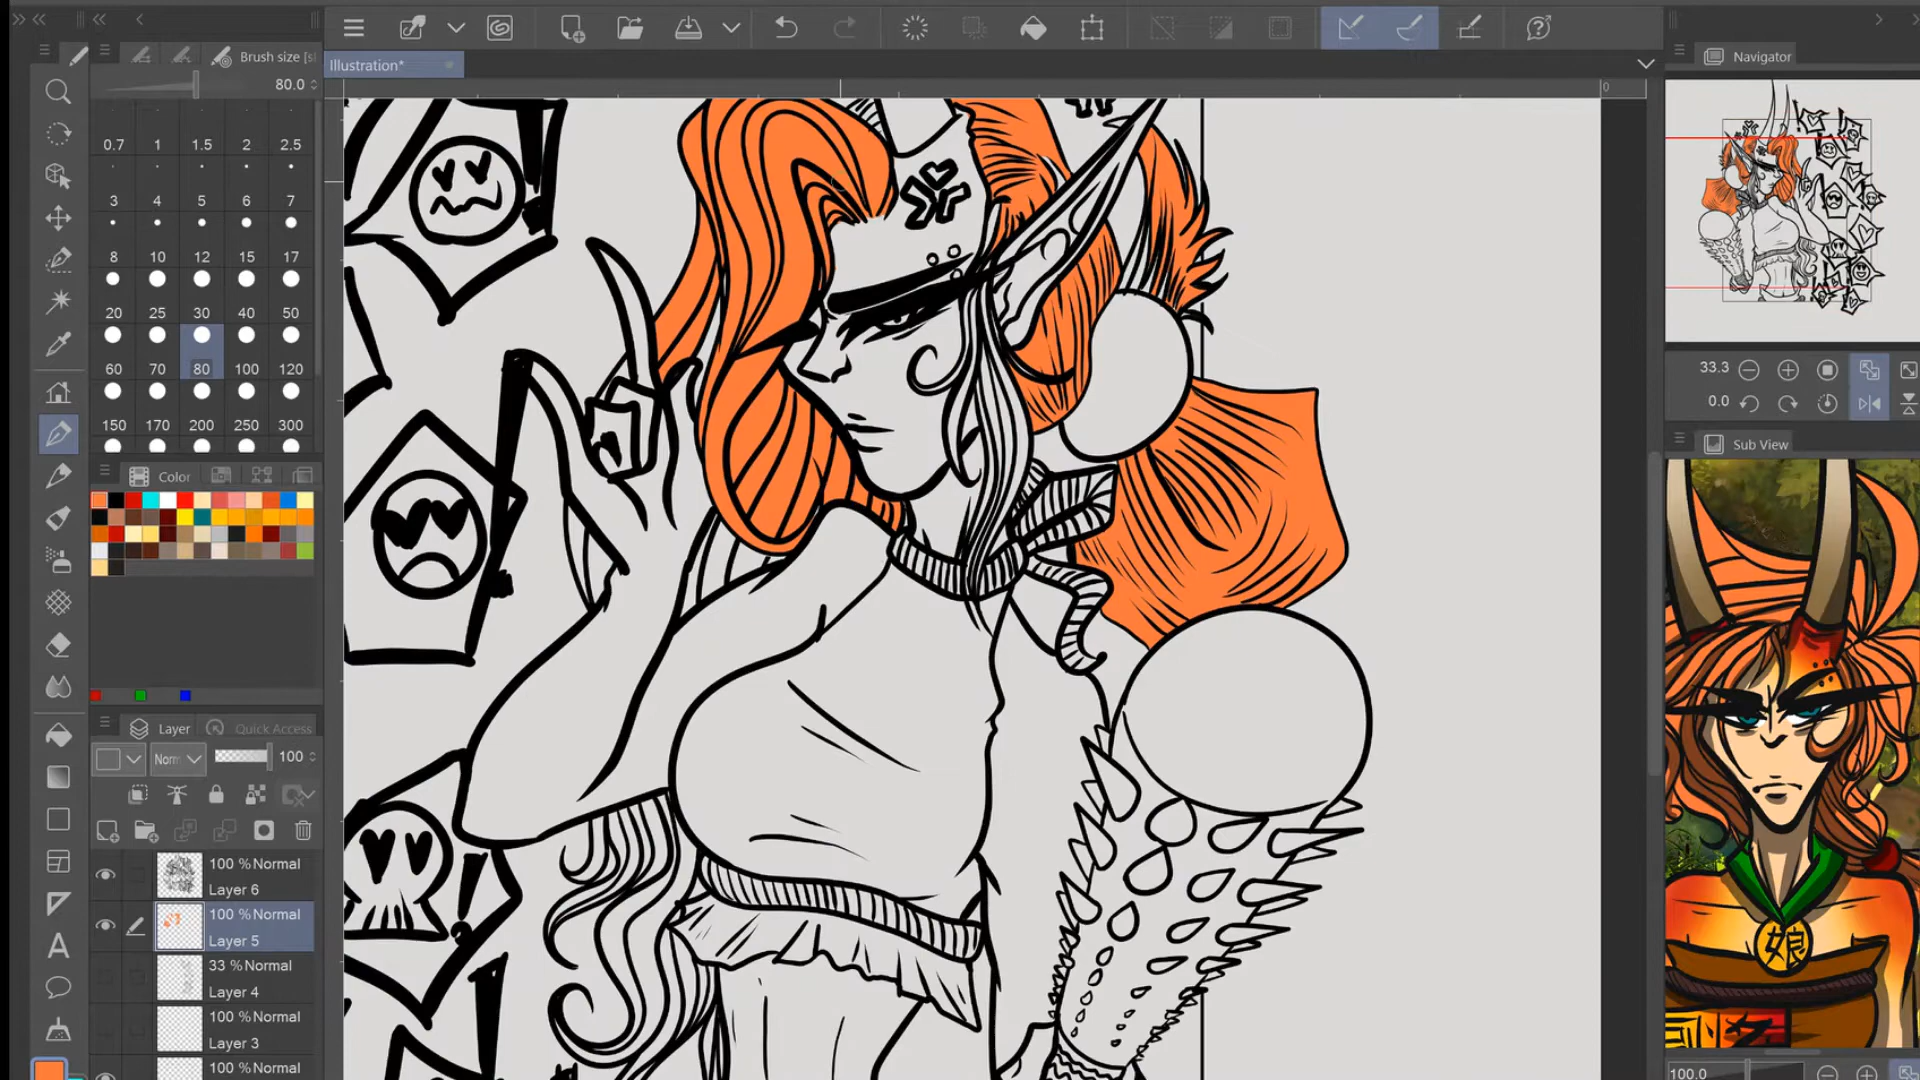 Brush size [s
80.0
Illustration*
0
Navigator
0.7 1 1.5 2 2.5
3 4 5 6 7
8 10 12 15 17
20 25 30 40 50
60 70 80 100 120
150 170 200 250 300
33.3
0.0
Sub View
Color
Layer
Quick Access
Norm
100
100 %Normal
Layer 6
100 %Normal
Layer 5
33 %Normal
Layer 4
100 %Normal
Layer 3
100 %Normal
娘
100.0